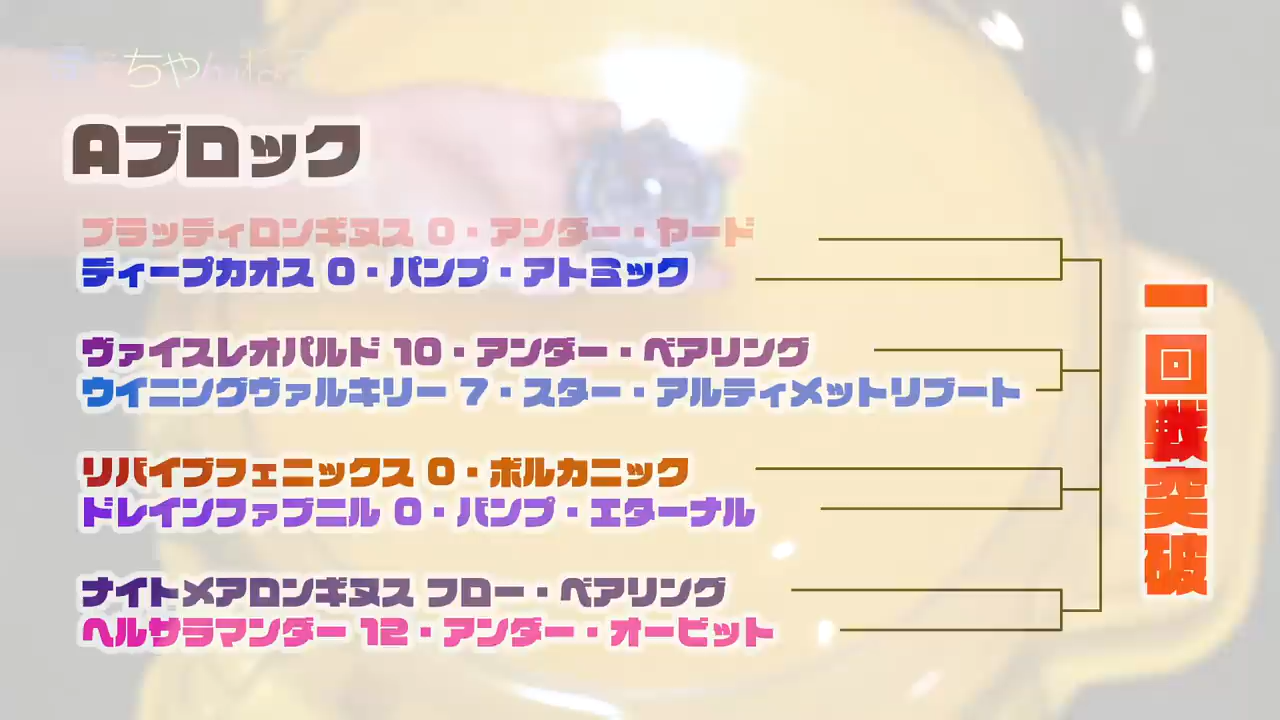 ちゃんねる
Aブロック
ブラッディロンギヌス 0・アンダー・ヤード
ディープカオス 0・バンプ・アトミック
ヴァイスレオパルド 10・アンダー・ベアリング
ウイニングヴァルキリー 7・スター・アルティメットリブート
リバイブフェニックス 0・ボルカニック
ドレインファブニル 0・バンプ・エターナル
ナイトメアロンギヌス フロー・ベアリング
ヘルサラマンダー 12・アンダー・オービット
一回戦突破